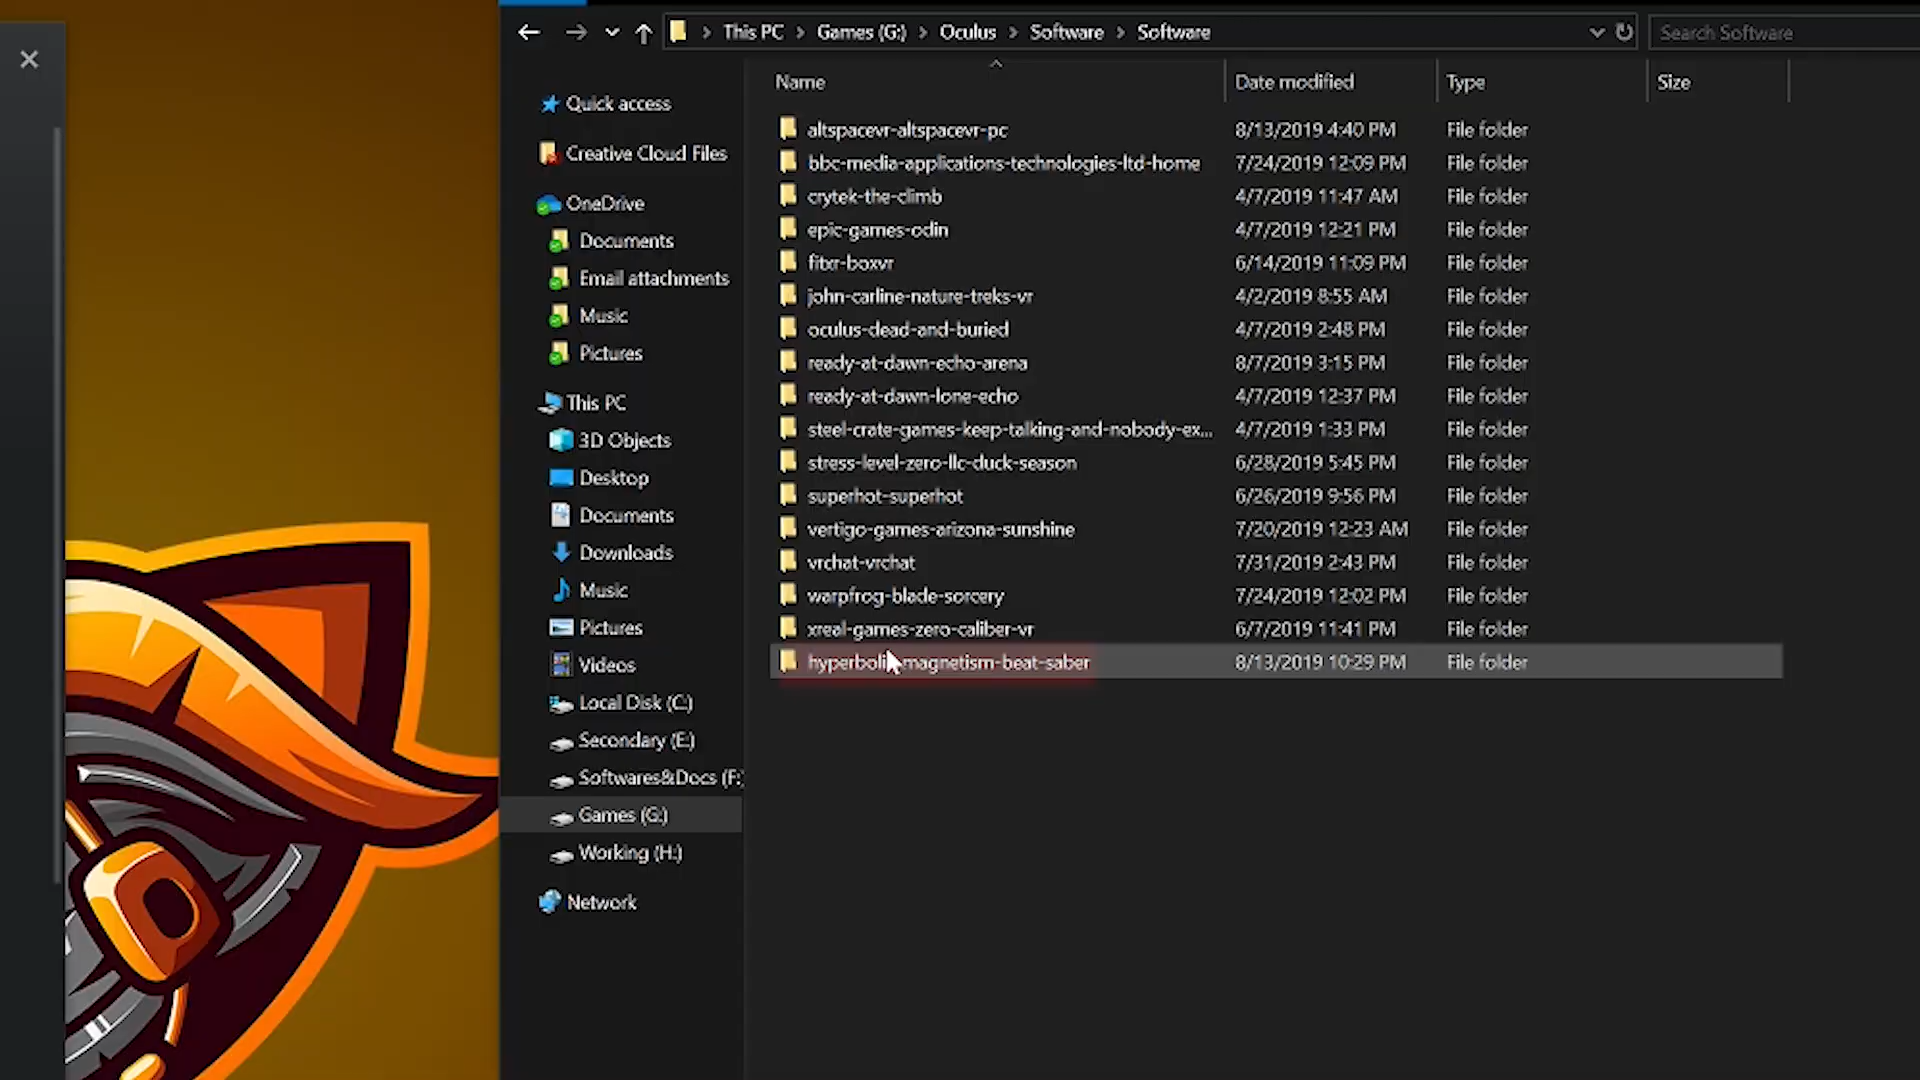 This PC > Games (G:) > Oculus > Software > Software
Search Software
Name Date modified Type Size
Quick access
Creative Cloud Files
OneDrive
Documents
Email attachments
Music
Pictures
This PC
3D Objects
Desktop
Documents
Downloads
Music
Pictures
Videos
Local Disk (C:)
Secondary (E:)
Softwares&Docs (F:
Games (G:)
Working (H:)
Network
altspacevr-altspacevr-pc 8/13/2019 4:40 PM File folder
bbc-media-applications-technologies-ltd-home 7/24/2019 12:09 PM File folder
crytek-the-climb 4/7/2019 11:47 AM File folder
epic-games-odin 4/7/2019 12:21 PM File folder
fitxr-boxvr 6/14/2019 11:09 PM File folder
john-carline-nature-treks-vr 4/2/2019 8:55 AM File folder
oculus-dead-and-buried 4/7/2019 2:48 PM File folder
ready-at-dawn-echo-arena 8/7/2019 3:15 PM File folder
ready-at-dawn-lone-echo 4/7/2019 12:37 PM File folder
steel-crate-games-keep-talking-and-nobody-ex... 4/7/2019 1:33 PM File folder
stress-level-zero-llc-duck-season 6/28/2019 5:45 PM File folder
superhot-superhot 6/26/2019 9:56 PM File folder
vertigo-games-arizona-sunshine 7/20/2019 12:23 AM File folder
vrchat-vrchat 7/31/2019 2:43 PM File folder
warpfrog-blade-sorcery 7/24/2019 12:02 PM File folder
xreal-games-zero-caliber-vr 6/7/2019 11:41 PM File folder
hyperbolic-magnetism-beat-saber 8/13/2019 10:29 PM File folder